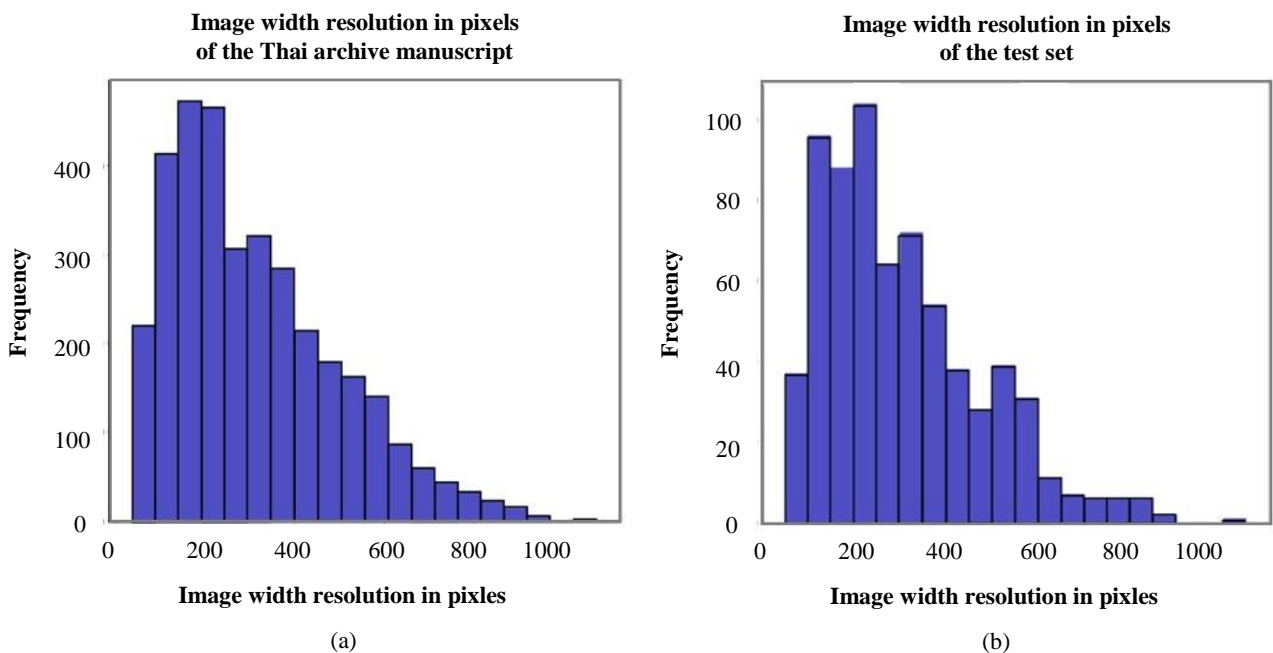 Image width resolution in pixels
of the Thai archive manuscript
400
300
200
100
0
Frequency
0 200 400 600 800 1000
Image width resolution in pixles
(a)
Image width resolution in pixels
of the test set
100
80
60
40
20
0
Frequency
0 200 400 600 800 1000
Image width resolution in pixles
(b)